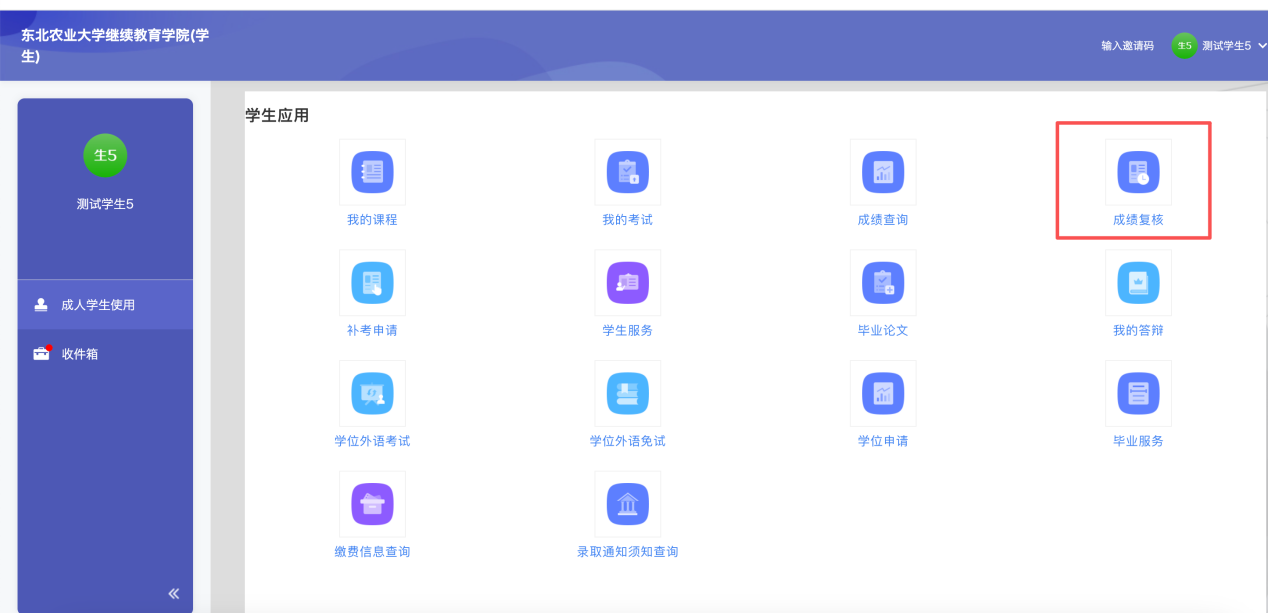 东北农业大学继续教育学院(学
生)
输入邀请码
生5
测试学生5
生5
测试学生5
成人学生使用
收件箱
学生应用
我的课程
我的考试
成绩查询
成绩复核
补考申请
学生服务
毕业论文
我的答辩
学位外语考试
学位外语免试
学位申请
毕业服务
缴费信息查询
录取通知须知查询